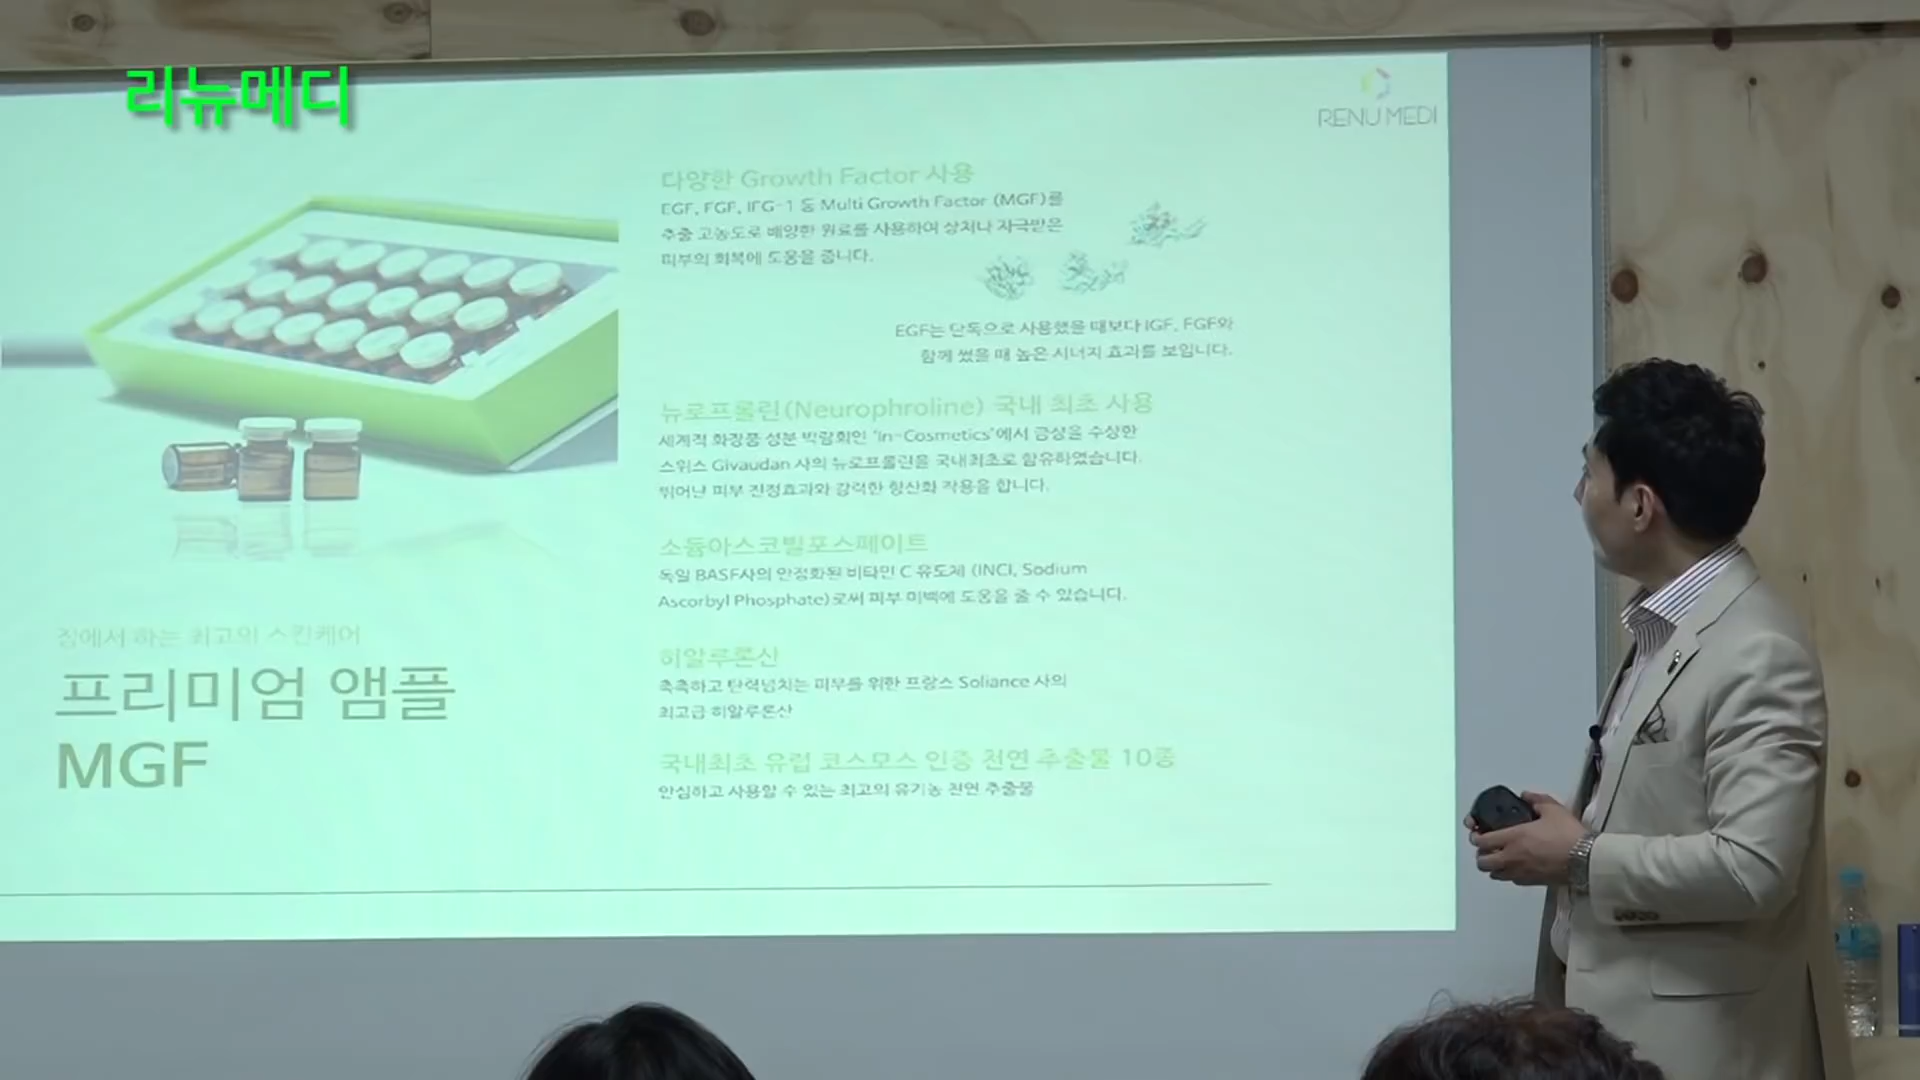 리뉴메디
RENU MEDI
다양한 Growth Factor 사용
EGF, FGF, IFG-1 등 Multi Growth Factor (MGF)를
추출 고농도로 배양한 원료를 사용하여 상처나 자극받은
피부의 회복에 도움을 줍니다.
EGF는 단독으로 사용했을 때보다 IGF, FGF와
함께 썼을 때 높은 시너지 효과를 보입니다.
뉴로프롤린(Neurophroline) 국내 최초 사용
세계적 화장품 성분 박람회인 'In-Cosmetics'에서 금상을 수상한
스위스 Givaudan 사의 뉴로프롤린을 국내최초로 함유하였습니다.
뛰어난 피부 진정효과와 강력한 항산화 작용을 합니다.
소듐아스코빌포스페이트
독일 BASF사의 안정화된 비타민 C 유도체 (INCI, Sodium
Ascorbyl Phosphate)로써 피부 미백에 도움을 줄 수 있습니다.
히알루론산
촉촉하고 탄력넘치는 피부를 위한 프랑스 Soliance 사의
최고급 히알루론산
국내최초 유럽 코스모스 인증 천연 추출물 10종
안심하고 사용할 수 있는 최고의 유기농 천연 추출물
집에서 하는 최고의 스킨케어
프리미엄 앰플
MGF